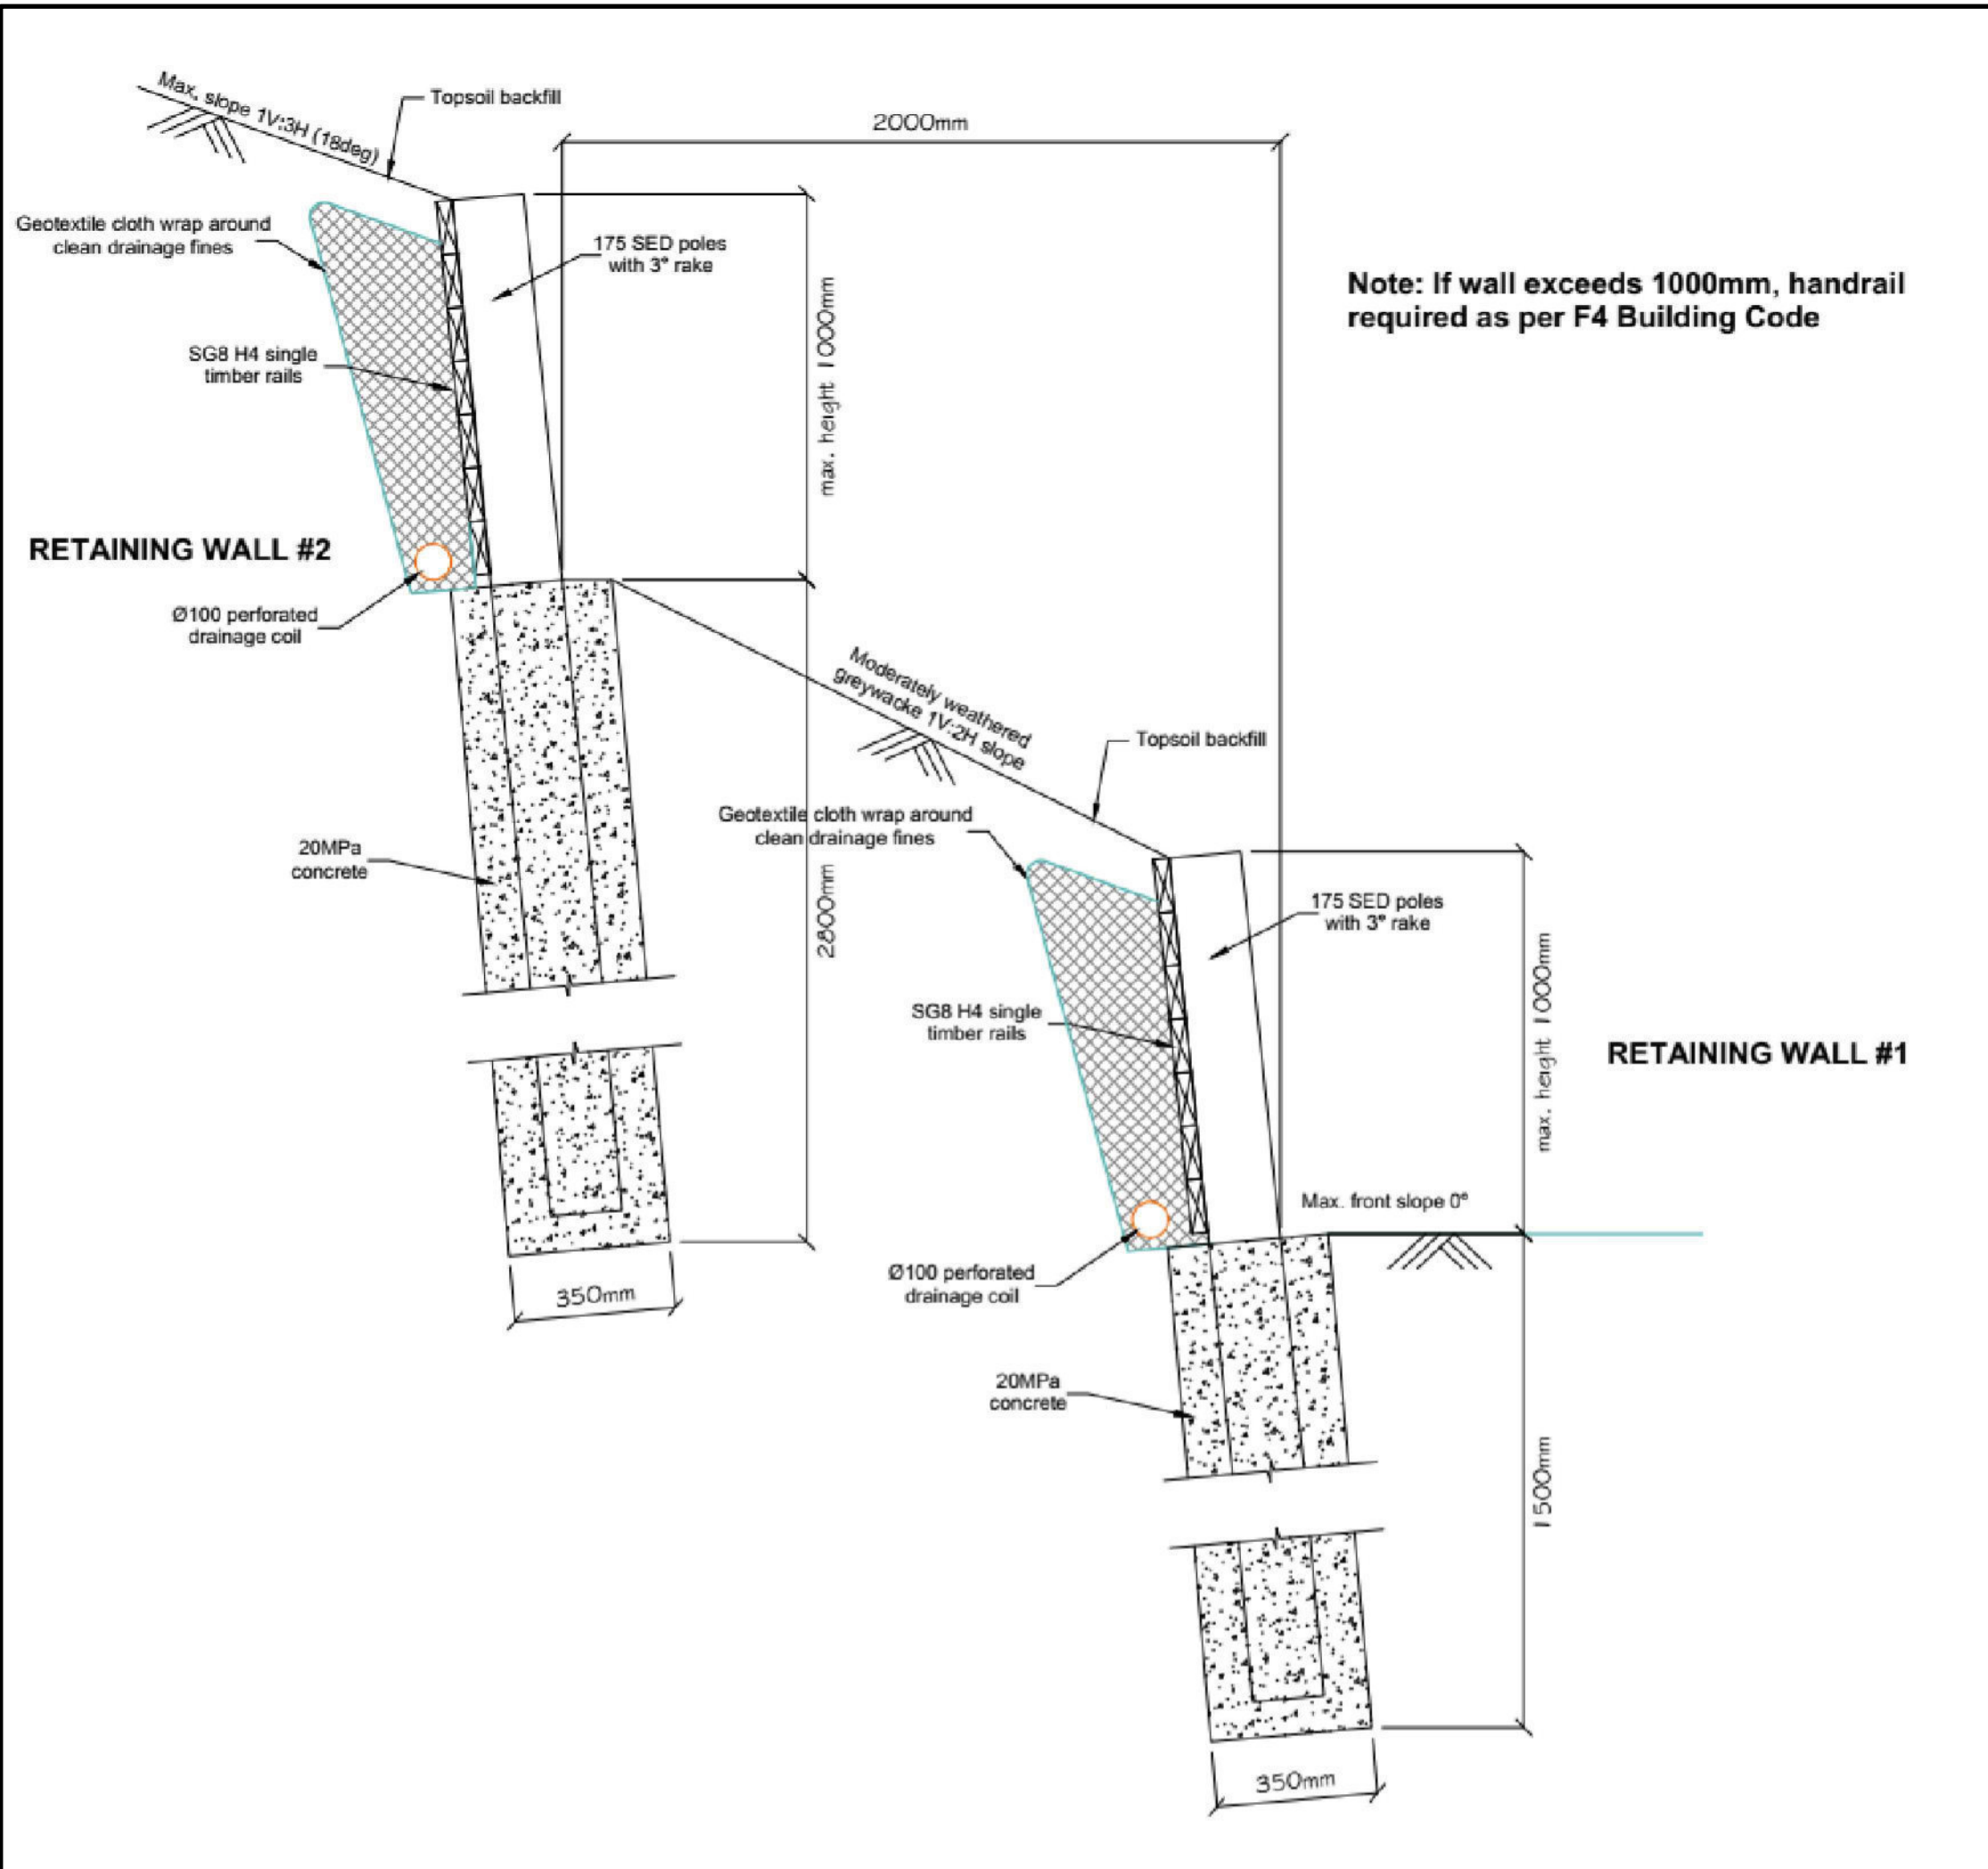 Max. slope 1V:3H (18deg)
Topsoil backfill
2000mm
Geotextile cloth wrap around
clean drainage fines
175 SED poles
with 3° rake
max. height 1000mm
Note: If wall exceeds 1000mm, handrail
required as per F4 Building Code
SG8 H4 single
timber rails
RETAINING WALL #2
Ø100 perforated
drainage coil
Moderately weathered
greywacke 1V:2H slope
Topsoil backfill
Geotextile cloth wrap around
clean drainage fines
20MPa
concrete
2800mm
175 SED poles
with 3° rake
max. height 1000mm
SG8 H4 single
timber rails
RETAINING WALL #1
Max. front slope 0°
350mm
Ø100 perforated
drainage coil
20MPa
concrete
1500mm
350mm